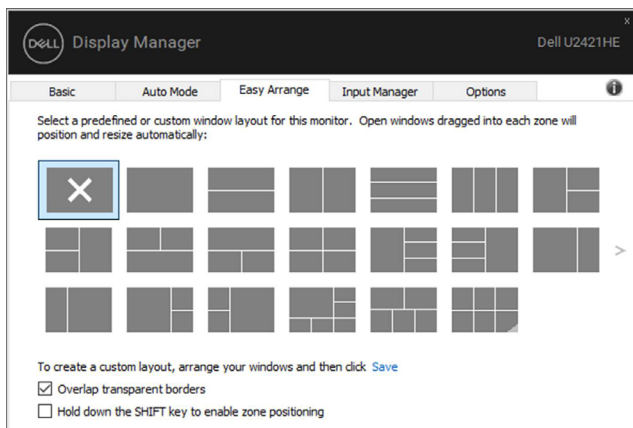 x
DELL Display Manager Dell U2421HE
Basic Auto Mode Easy Arrange Input Manager Options
Select a predefined or custom window layout for this monitor. Open windows dragged into each zone will
position and resize automatically:
To create a custom layout, arrange your windows and then click Save
Overlap transparent borders
Hold down the SHIFT key to enable zone positioning